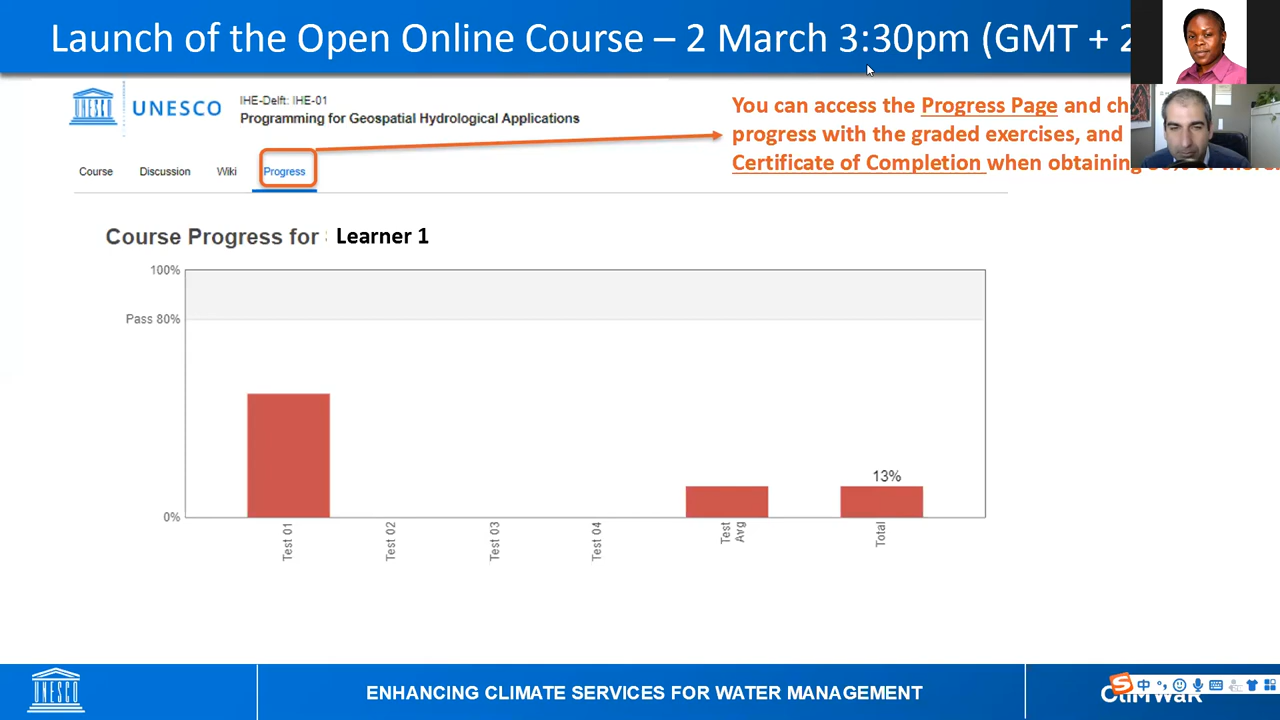 Launch of the Open Online Course – 2 March 3:30pm (GMT + 2
UNESCO
IHE-Delft: IHE-01
Programming for Geospatial Hydrological Applications
Course
Discussion
Wiki
Progress
You can access the Progress Page and ch
progress with the graded exercises, and
Certificate of Completion when obtaining
Course Progress for
Learner 1
100%
Pass 80%
0%
13%
Test 01
Test 02
Test 03
Test 04
Test
Avg
Total
UNESCO
ENHANCING CLIMATE SERVICES FOR WATER MANAGEMENT
CliMWaR
中